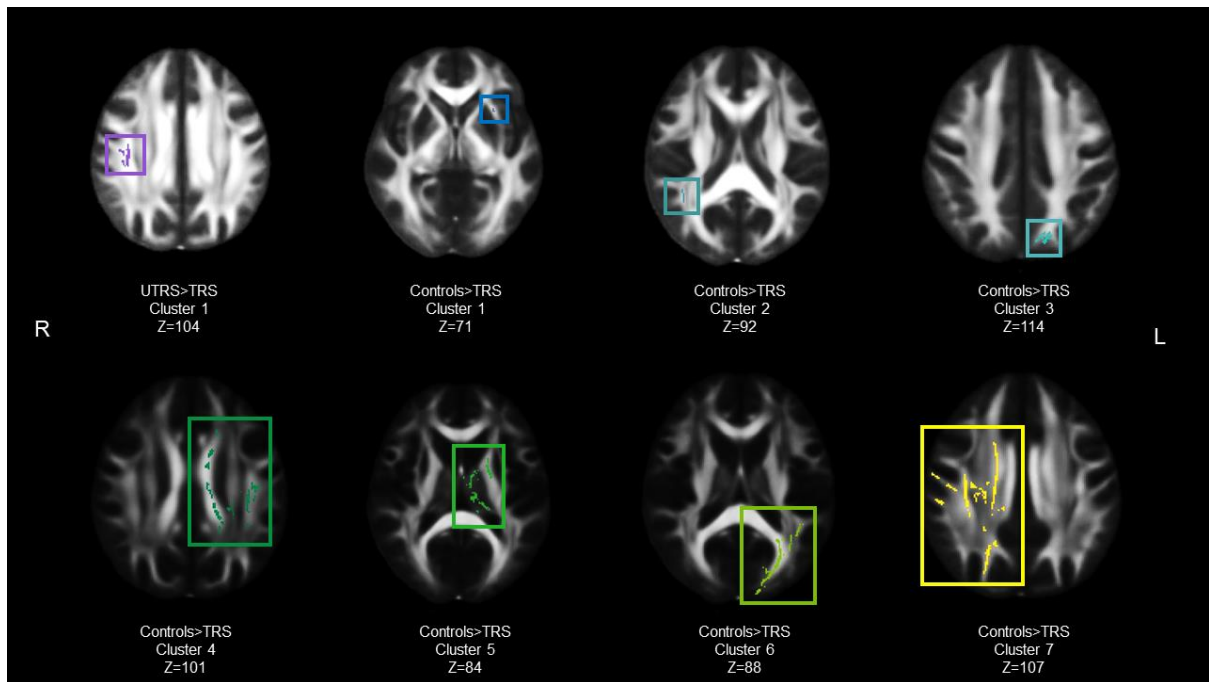 UTRS>TRS
Cluster 1
Z=104
Controls>TRS
Cluster 1
Z=71
Controls>TRS
Cluster 2
Z=92
Controls>TRS
Cluster 3
Z=114
R
L
Controls>TRS
Cluster 4
Z=101
Controls>TRS
Cluster 5
Z=84
Controls>TRS
Cluster 6
Z=88
Controls>TRS
Cluster 7
Z=107